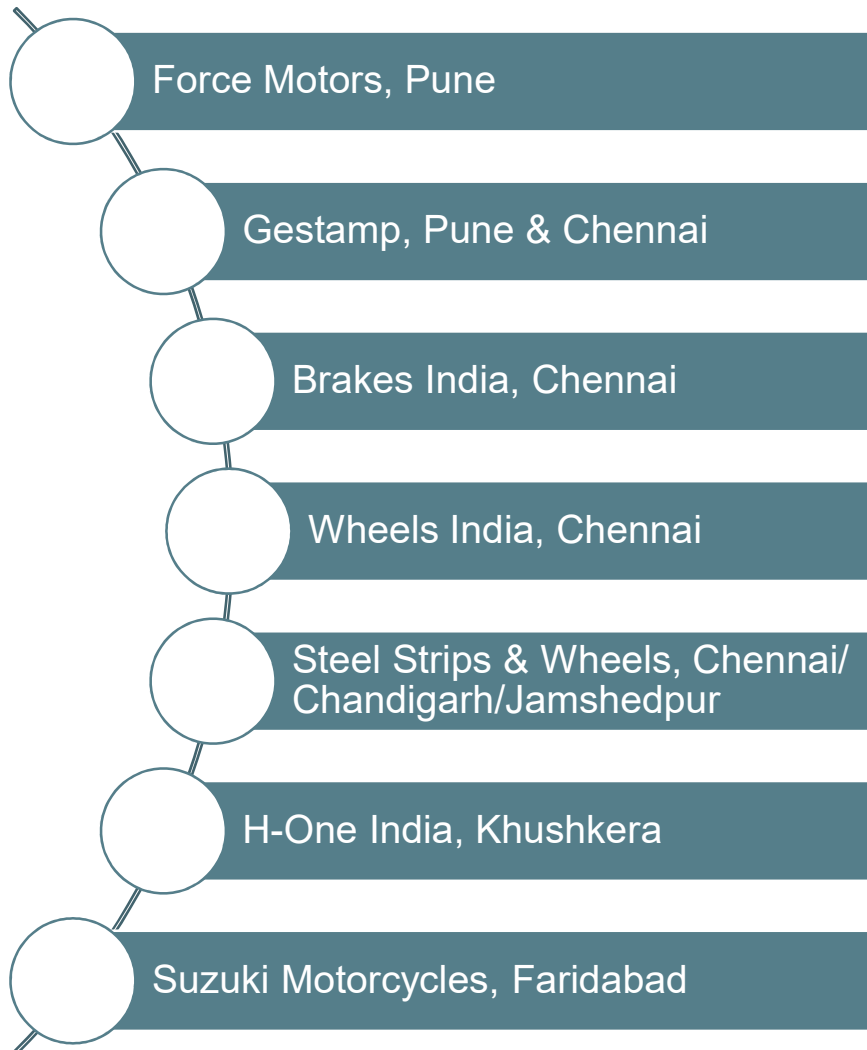 Force Motors, Pune
Gestamp, Pune & Chennai
Brakes India, Chennai
Wheels India, Chennai
Steel Strips & Wheels, Chennai/
Chandigarh/Jamshedpur
H-One India, Khushkera
Suzuki Motorcycles, Faridabad